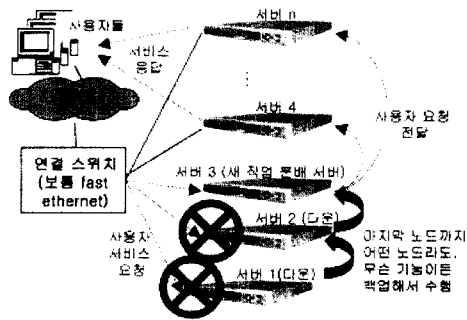 사용자들
서비스
응답
서버 n
서버 4
사용자 요청
전달
연결 스위치
(보통 fast
ethernet)
서버 3 (새 작업 분배 서버)
서버 2 (다운)
서버 1(다운)
사용자
서비스
요청
마지막 노드까지
어떤 노드라도,
무슨 기능이든
백업해서 수행